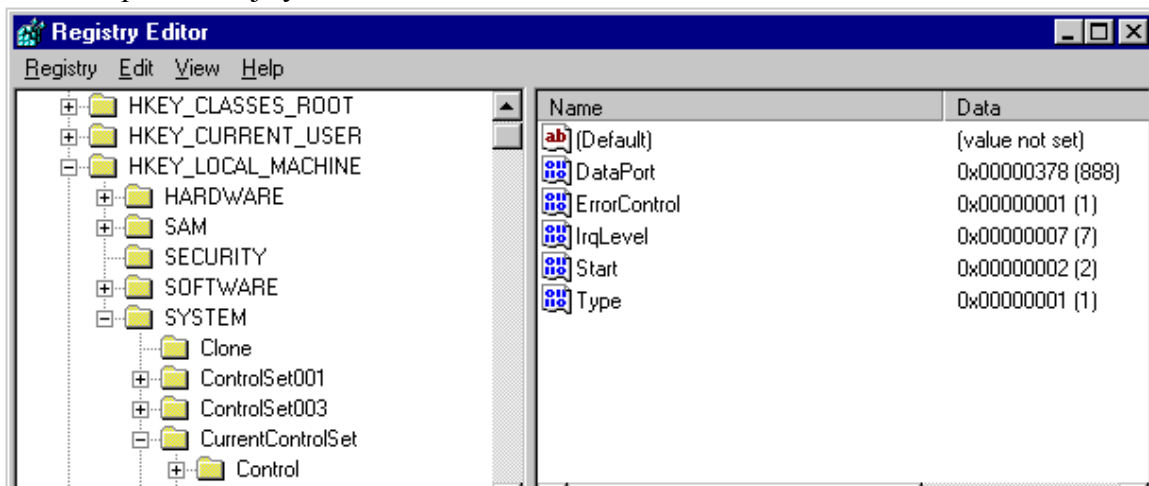 Registry Editor
Registry Edit View Help
HKEY_CLASSES_ROOT
HKEY_CURRENT_USER
HKEY_LOCAL_MACHINE
HARDWARE
SAM
SECURITY
SOFTWARE
SYSTEM
Clone
ControlSet001
ControlSet003
CurrentControlSet
Control
Name Data
(Default) (value not set)
DataPort 0x00000378 (888)
ErrorControl 0x00000001 (1)
IrqLevel 0x00000007 (7)
Start 0x00000002 (2)
Type 0x00000001 (1)